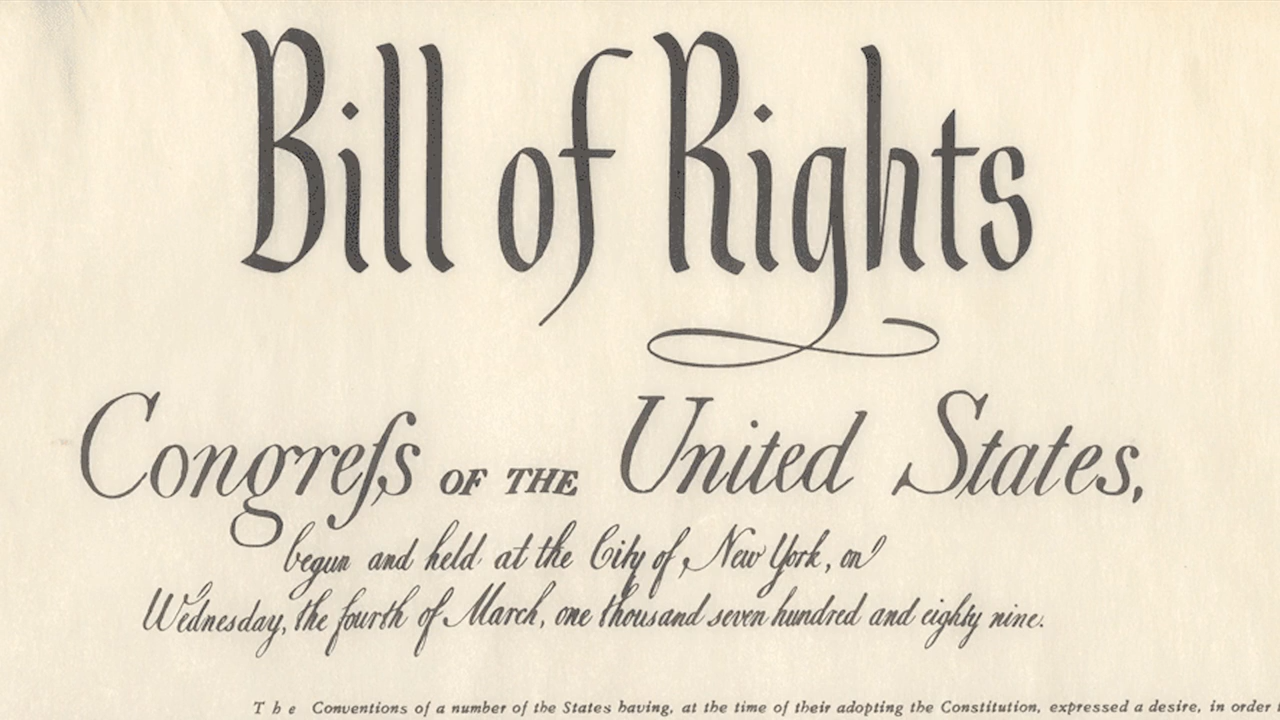 Bill of Rights
Congreſs OF THE United States,
begun and held at the City of New York, on
Wednesday, the fourth of March, one thousand seven hundred and eighty nine.
The Conventions of a number of the States having, at the time of their adopting the Constitution, expressed a desire, in order